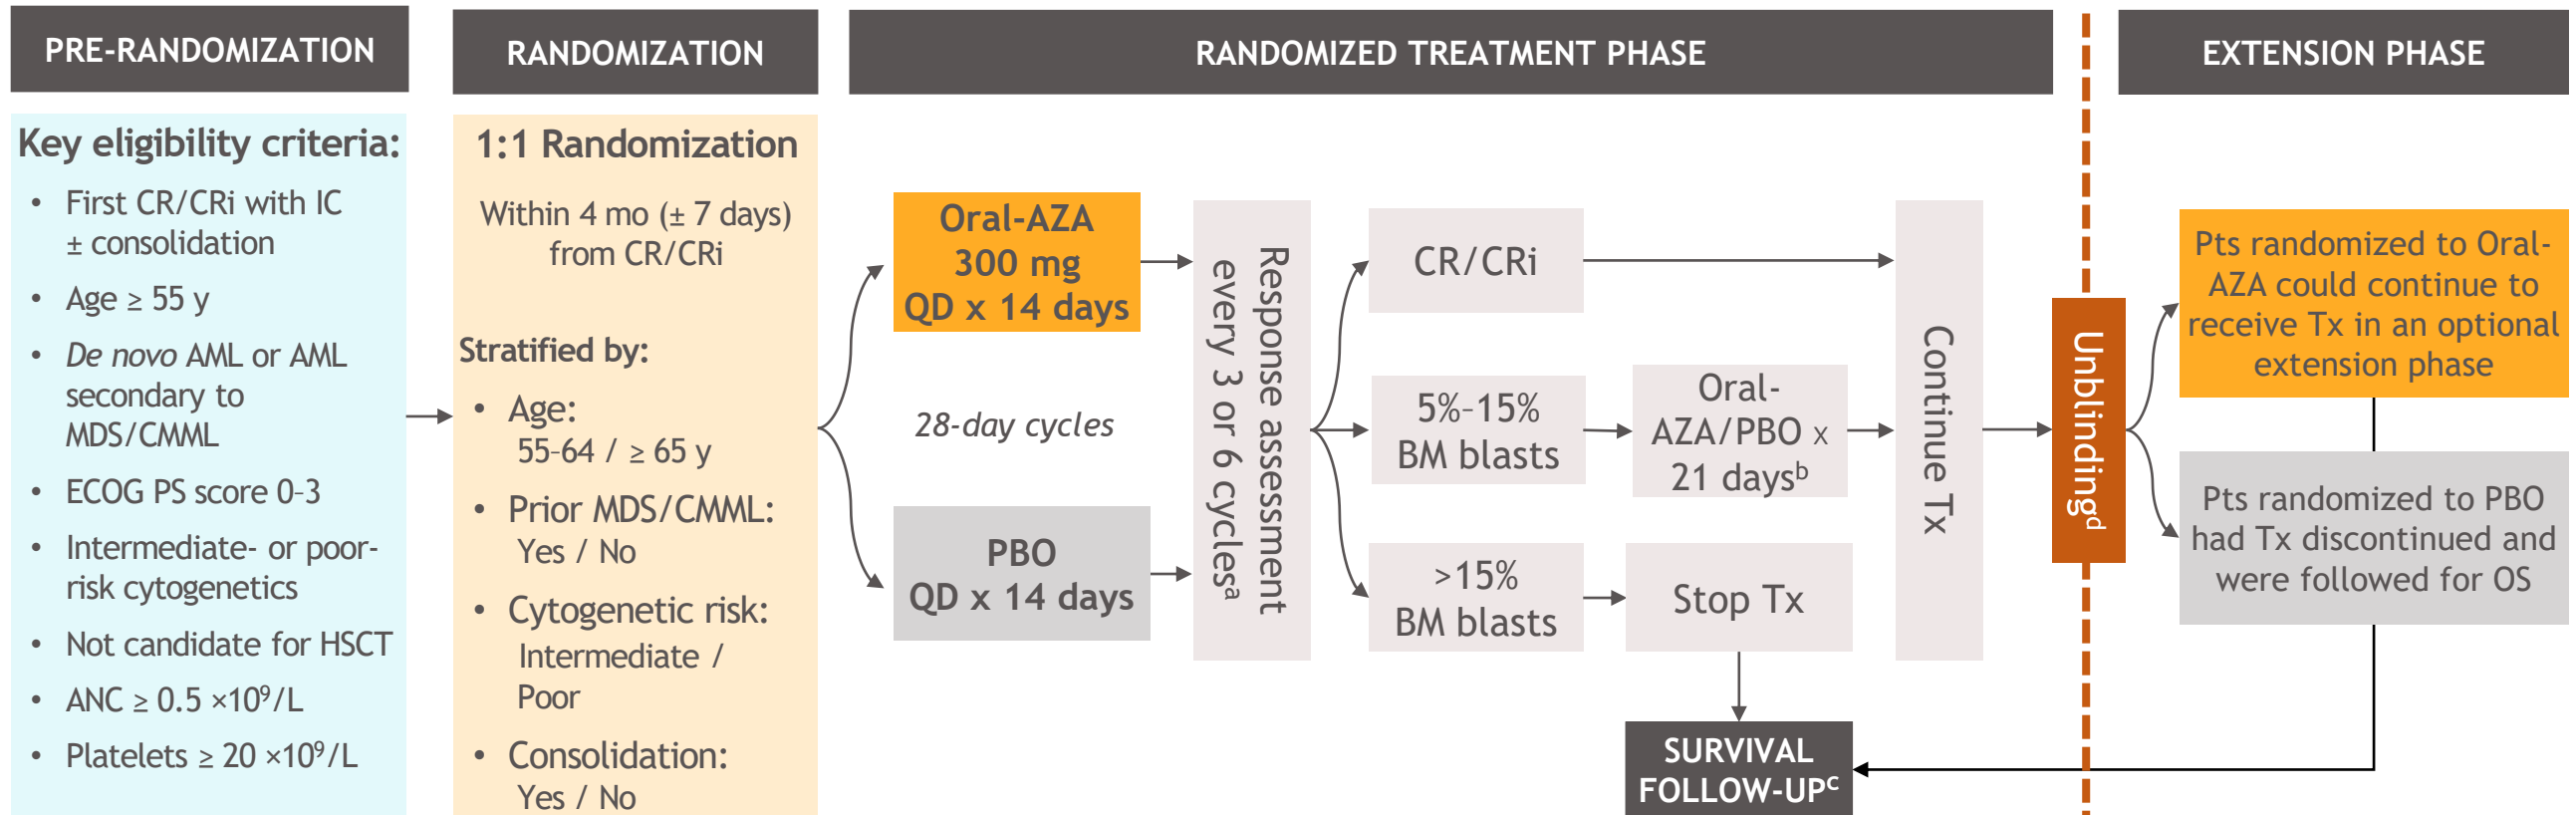 PRE-RANDOMIZATION
Key eligibility criteria:
• First CR/CRi with IC
± consolidation
• Age ≥ 55 y
• De novo AML or AML
secondary to
MDS/CMML
• ECOG PS score 0–3
• Intermediate- or poor-
risk cytogenetics
• Not candidate for HSCT
• ANC ≥ 0.5 ×10⁹/L
• Platelets ≥ 20 ×10⁹/L
RANDOMIZATION
1:1 Randomization
Within 4 mo (± 7 days)
from CR/CRi
Stratified by:
• Age:
55–64 / ≥ 65 y
• Prior MDS/CMML:
Yes / No
• Cytogenetic risk:
Intermediate /
Poor
• Consolidation:
Yes / No
RANDOMIZED TREATMENT PHASE
Oral-AZA
300 mg
QD x 14 days
28-day cycles
PBO
QD x 14 days
Response assessment
every 3 or 6 cyclesᵃ
CR/CRi
5%–15%
BM blasts
Oral-
AZA/PBO x
21 daysᵇ
>15%
BM blasts
Stop Tx
Continue Tx
SURVIVAL
FOLLOW-UPᶜ
Unblindingᵈ
EXTENSION PHASE
Pts randomized to Oral-
AZA could continue to
receive Tx in an optional
extension phase
Pts randomized to PBO
had Tx discontinued and
were followed for OS